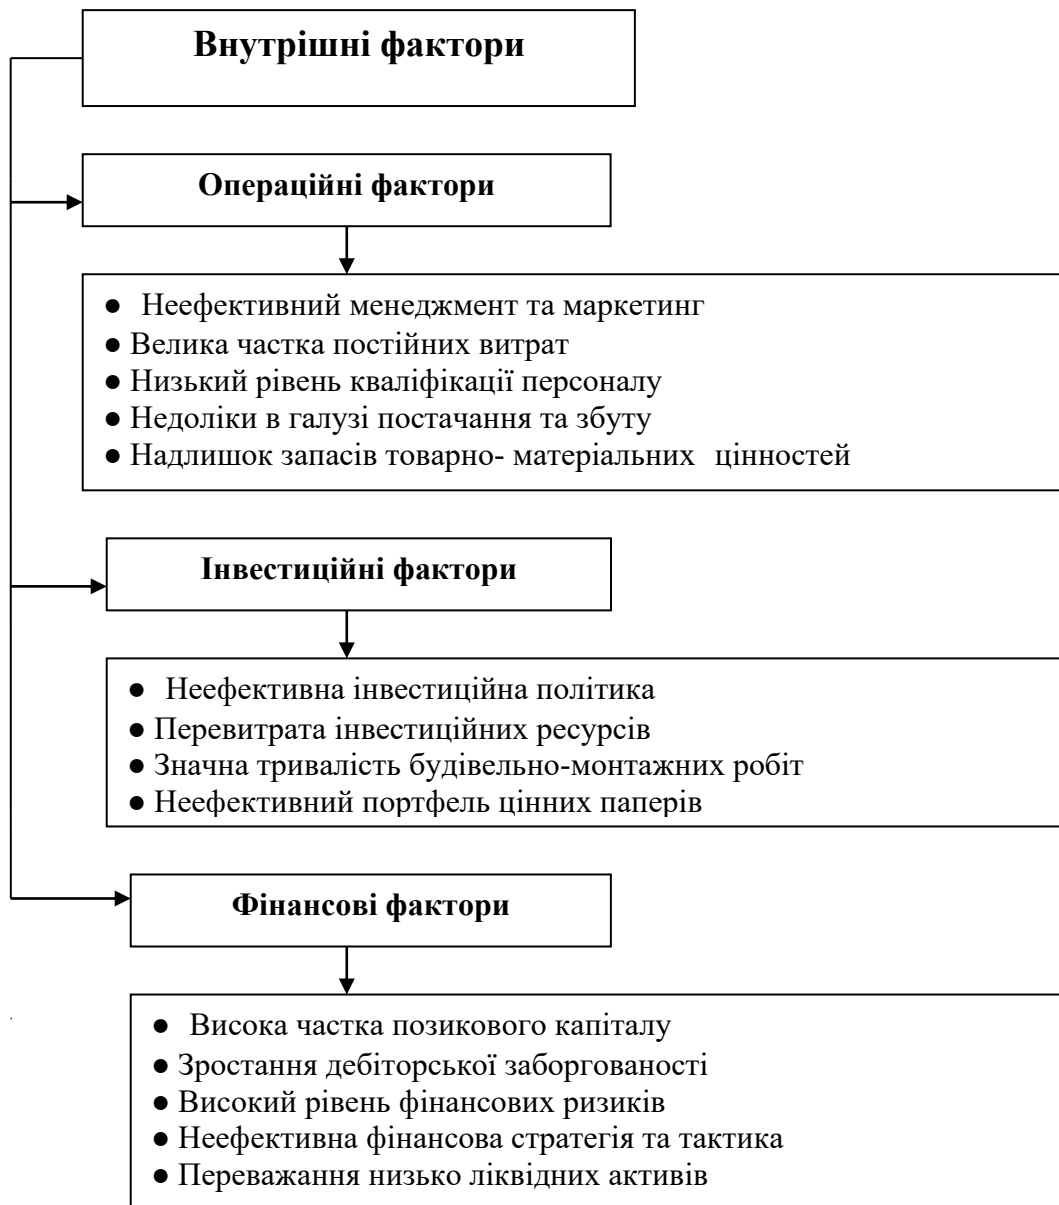 Внутрішні фактори
Операційні фактори
● Неефективний менеджмент та маркетинг
● Велика частка постійних витрат
● Низький рівень кваліфікації персоналу
● Недоліки в галузі постачання та збуту
● Надлишок запасів товарно- матеріальних цінностей
Інвестиційні фактори
● Неефективна інвестиційна політика
● Перевитрата інвестиційних ресурсів
● Значна тривалість будівельно-монтажних робіт
● Неефективний портфель цінних паперів
Фінансові фактори
● Висока частка позикового капіталу
● Зростання дебіторської заборгованості
● Високий рівень фінансових ризиків
● Неефективна фінансова стратегія та тактика
● Переважання низько ліквідних активів